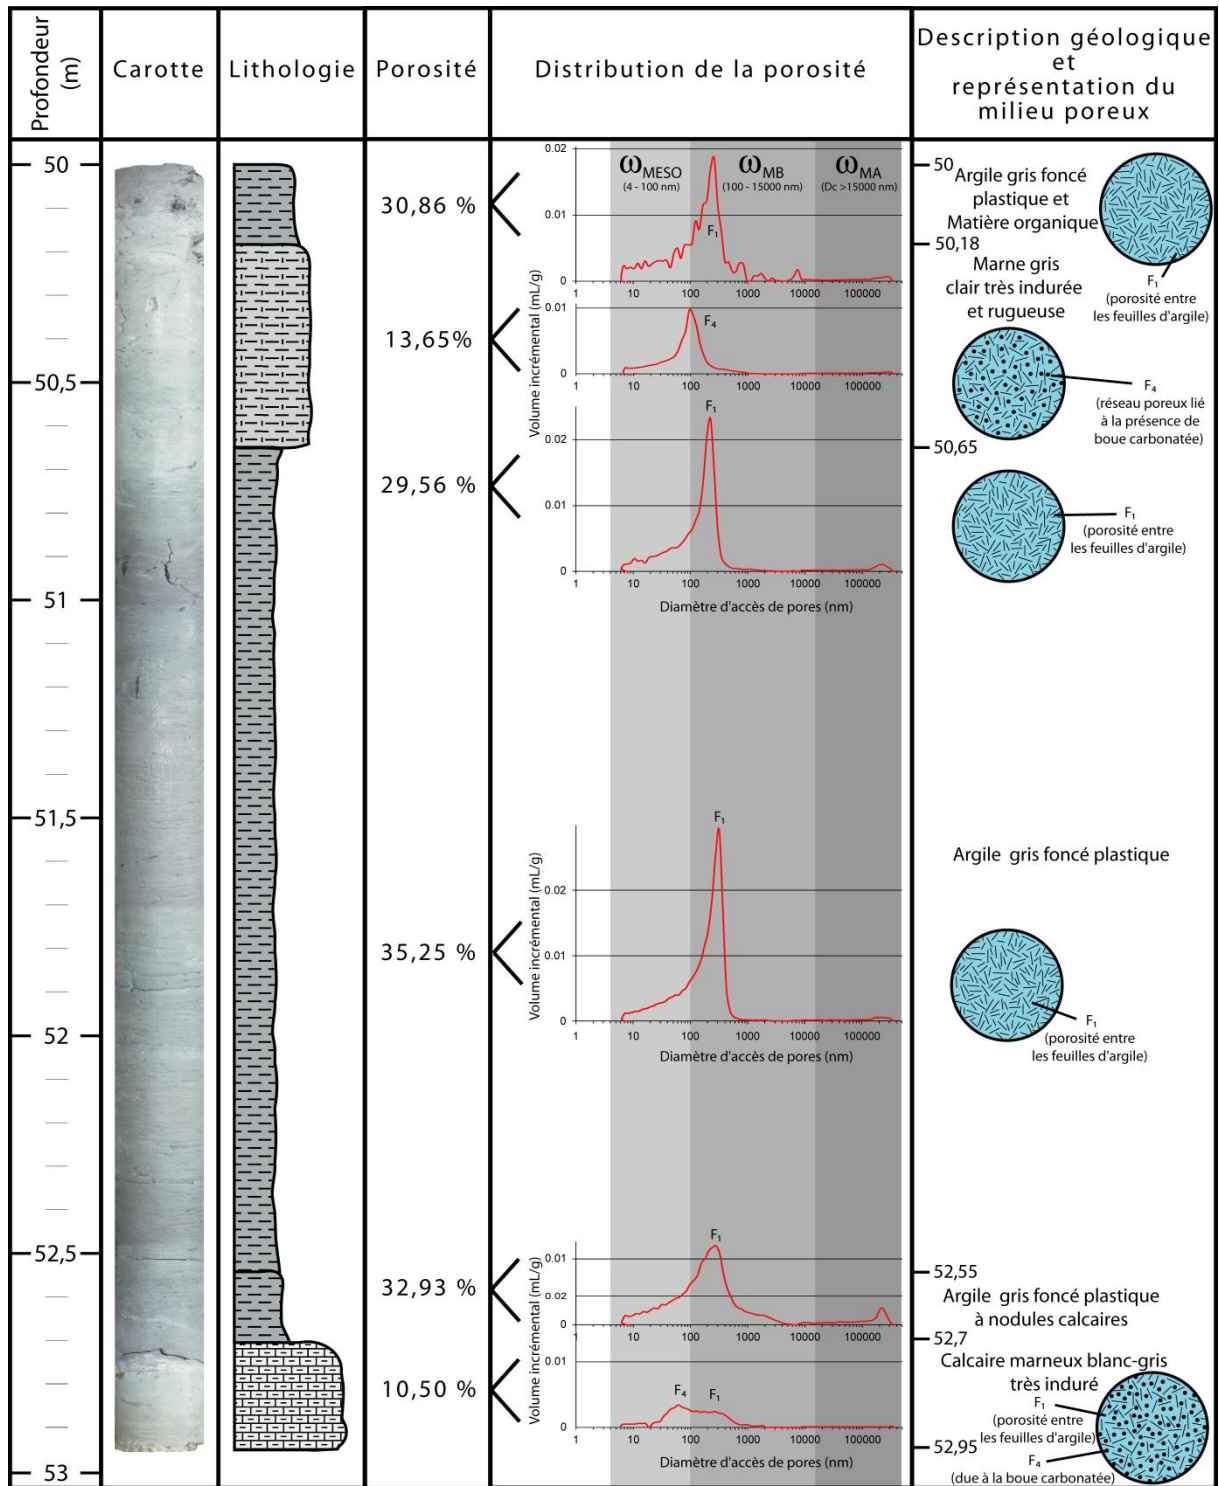 Profondeur
(m)
Carotte
Lithologie
Porosité
Distribution de la porosité
Description géologique
et
représentation du
milieu poreux
50
50,5
51
51,5
52
52,5
53
30,86 %
13,65%
29,56 %
35,25 %
32,93 %
10,50 %
ωMESO
(4 - 100 nm)
ωMB
(100 - 15000 nm)
ωMA
(Dc >15000 nm)
Volume incrémental (mL/g)
0.02
0.01
0
F1
1 10 100 1000 10000 100000
0.01
0
F4
1 10 100 1000 10000 100000
F1
0.02
0.01
0
1 10 100 1000 10000 100000
Diamètre d'accès de pores (nm)
Volume incrémental (mL/g)
F1
0.02
0.01
0
1 10 100 1000 10000 100000
Diamètre d'accès de pores (nm)
Volume incrémental (mL/g)
F1
0.01
0.02
0
1 10 100 1000 10000 100000
0.01
0
F4 F1
1 10 100 1000 10000 100000
Diamètre d'accès de pores (nm)
50
Argile gris foncé
plastique et
Matière organique
50,18
F1
(porosité entre
les feuilles d'argile)
Marne gris
clair très indurée
et rugueuse
F4
(réseau poreux lié
à la présence de
boue carbonatée)
50,65
F1
(porosité entre
les feuilles d'argile)
Argile gris foncé plastique
F1
(porosité entre
les feuilles d'argile)
52,55
Argile gris foncé plastique
à nodules calcaires
52,7
Calcaire marneux blanc-gris
très induré
F1
(porosité entre
les feuilles d'argile)
52,95
F4
(due à la boue carbonatée)